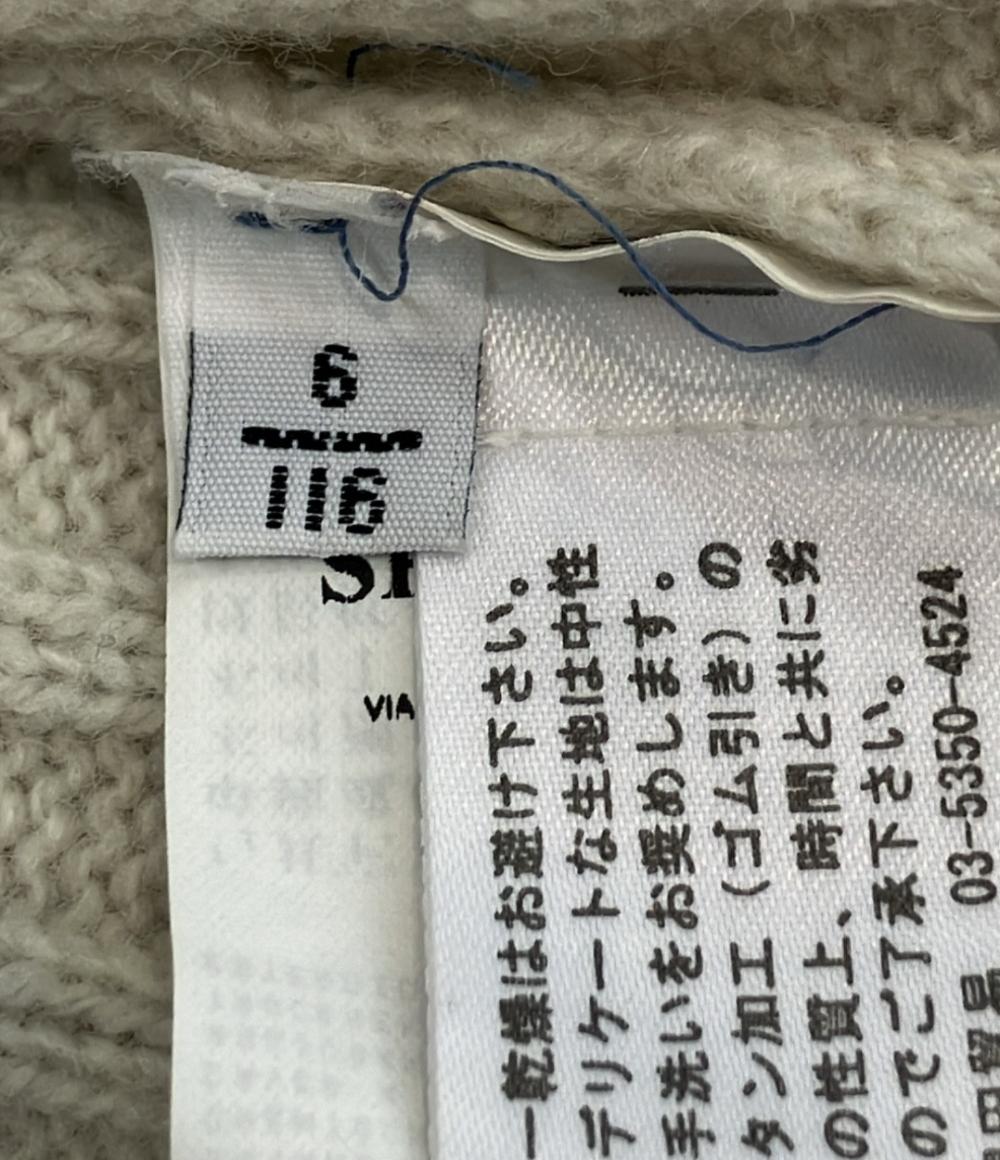 6
116
VIA
ー乾燥はお避け下さい。
デリケートな生地は中性
手洗いをお奨めします。
タン加工（ゴム引き）の
の性質上、時間と共に劣
のでご了承下さい。
03-5350-4524